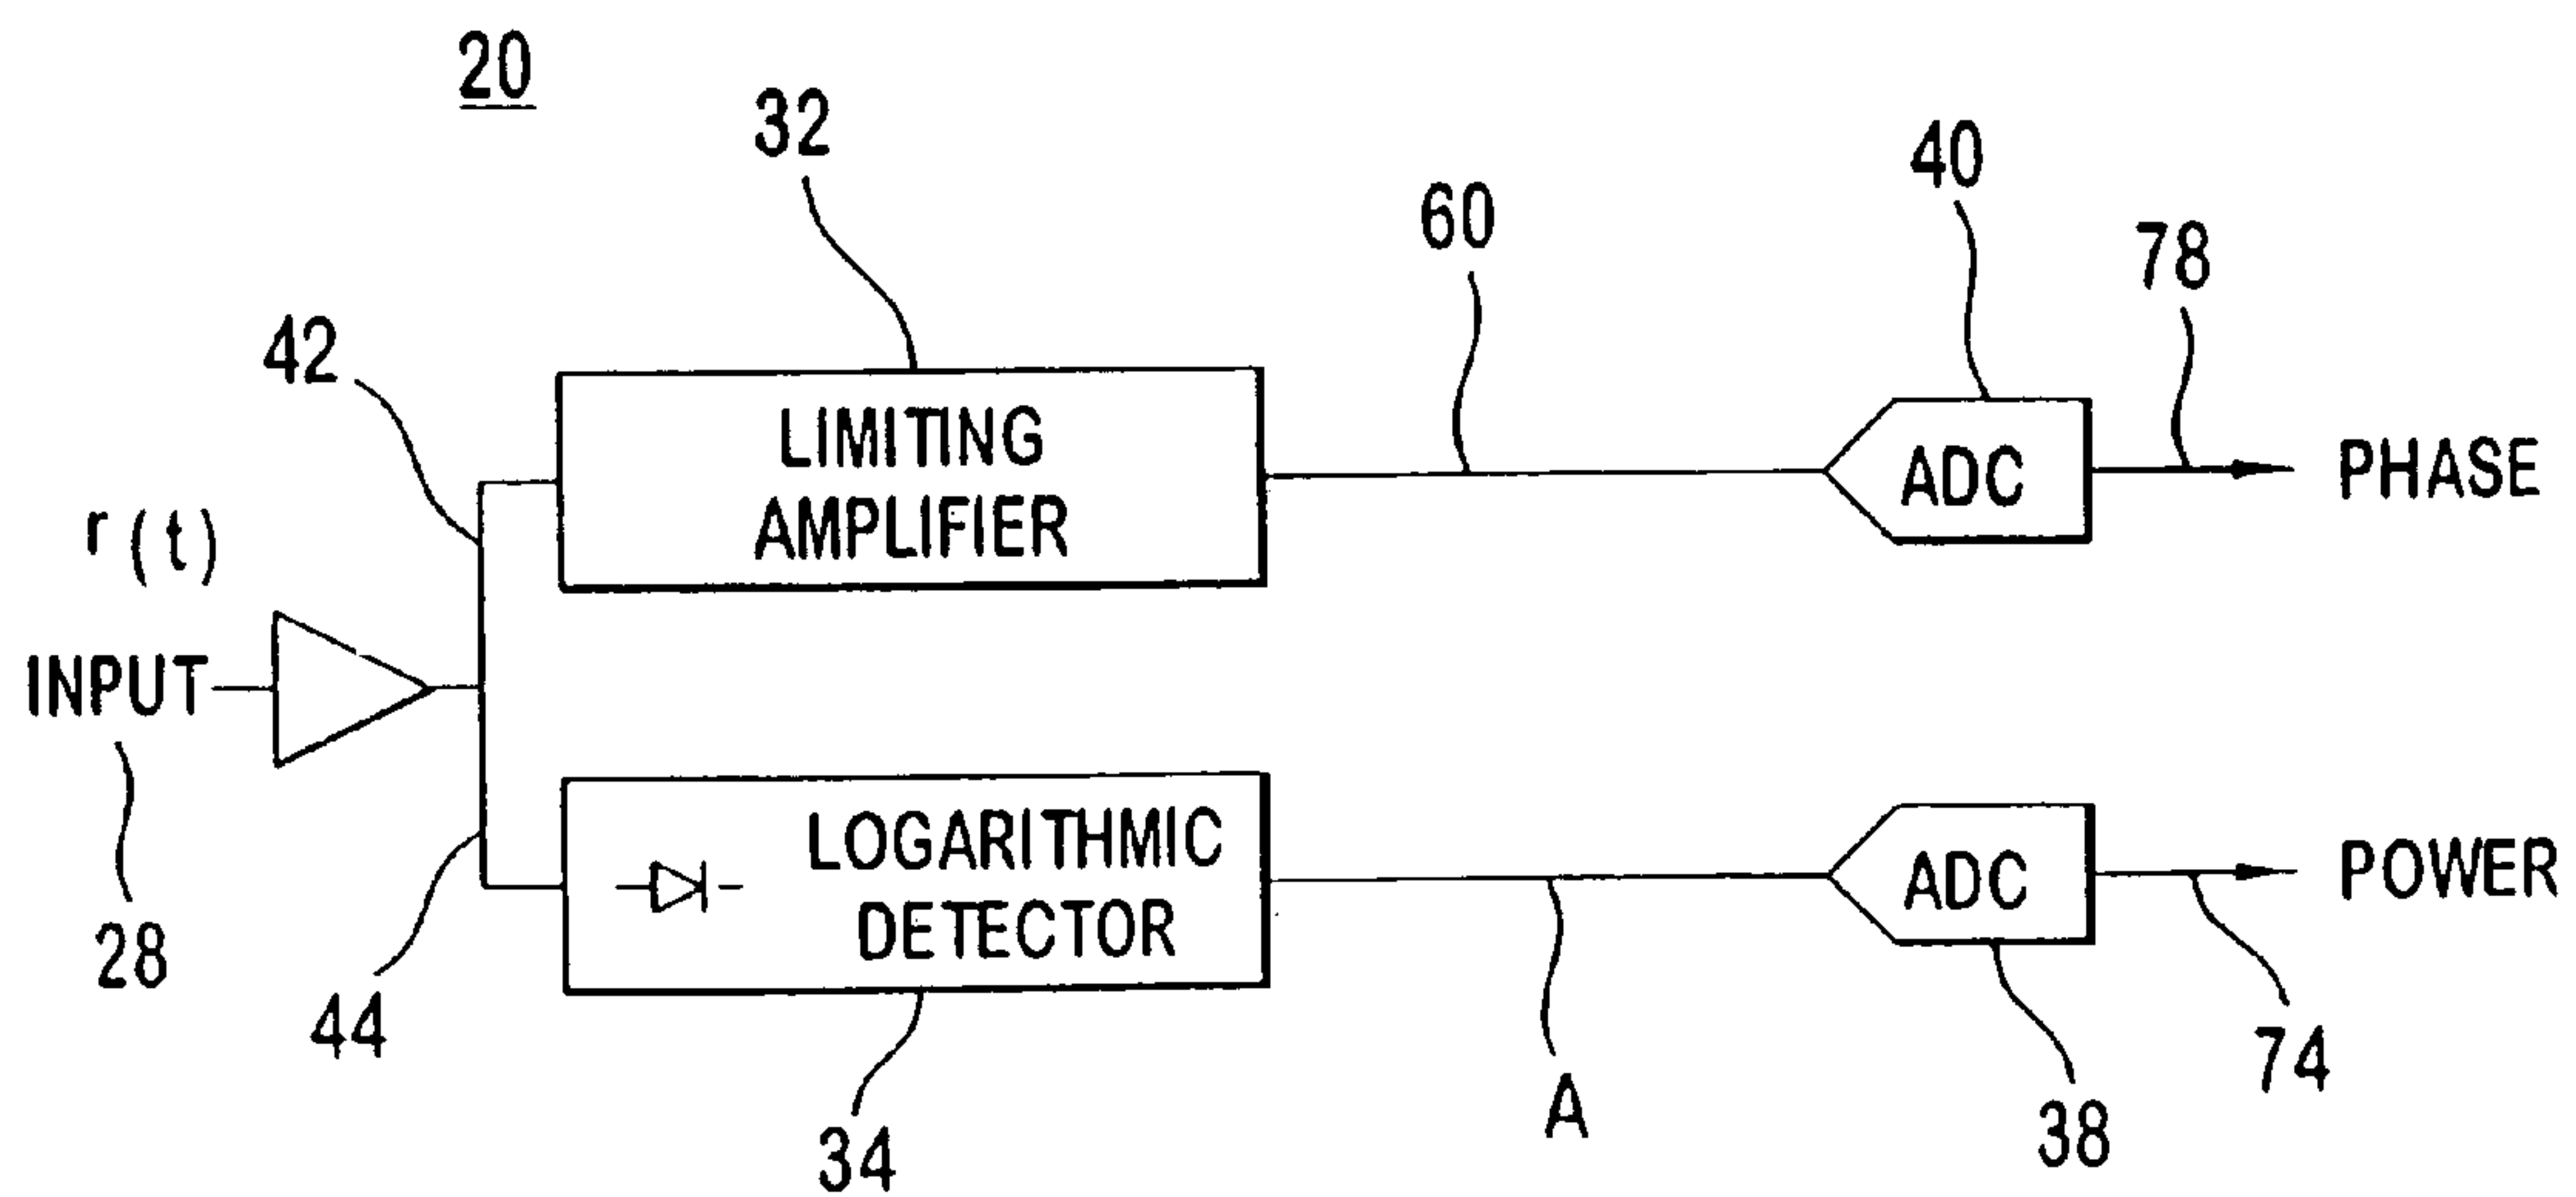 20
32
40
60
78
42
LIMITING
AMPLIFIER
ADC
PHASE
r(t)
INPUT
28
44
LOGARITHMIC
DETECTOR
ADC
POWER
34
A
38
74